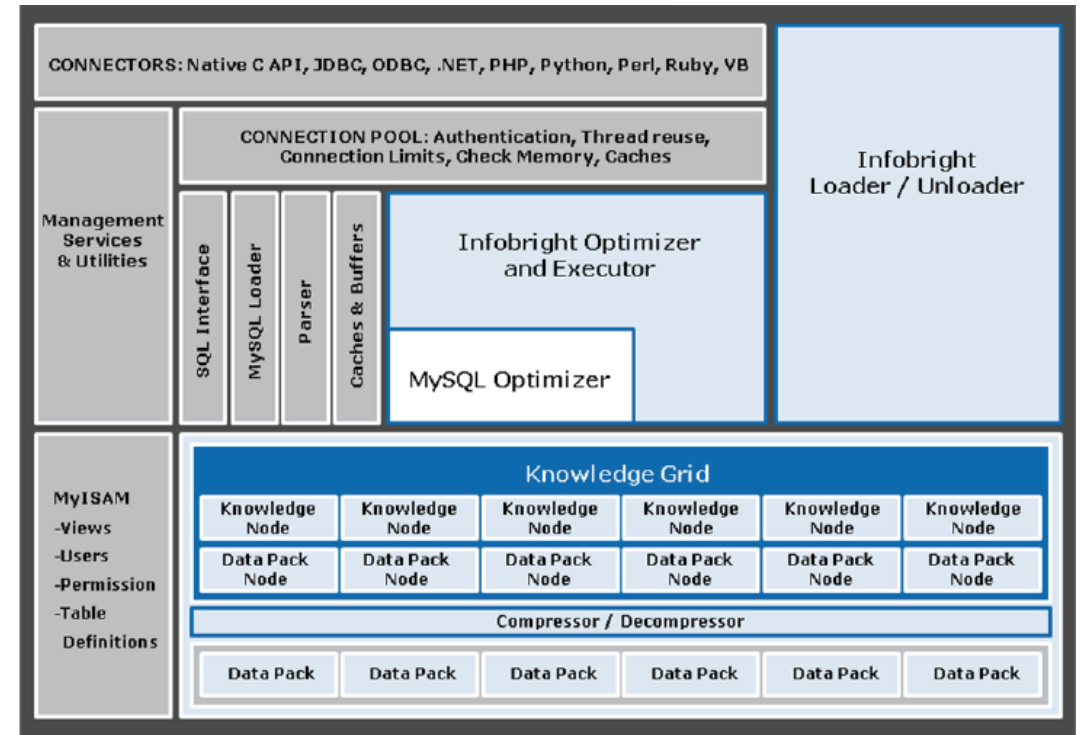 CONNECTORS: Native C API, JDBC, ODBC, .NET, PHP, Python, Perl, Ruby, VB
CONNECTION POOL: Authentication, Thread reuse,
Connection Limits, Check Memory, Caches
Infobright
Loader / Unloader
Management
Services
& Utilities
SQL Interface
MySQL Loader
Parser
Caches & Buffers
Infobright Optimizer
and Executor
MySQL Optimizer
MyISAM
-Views
-Users
-Permission
-Table
Definitions
Knowledge Grid
Knowledge
Node
Knowledge
Node
Knowledge
Node
Knowledge
Node
Knowledge
Node
Knowledge
Node
Data Pack
Node
Data Pack
Node
Data Pack
Node
Data Pack
Node
Data Pack
Node
Data Pack
Node
Compressor / Decompressor
Data Pack
Data Pack
Data Pack
Data Pack
Data Pack
Data Pack